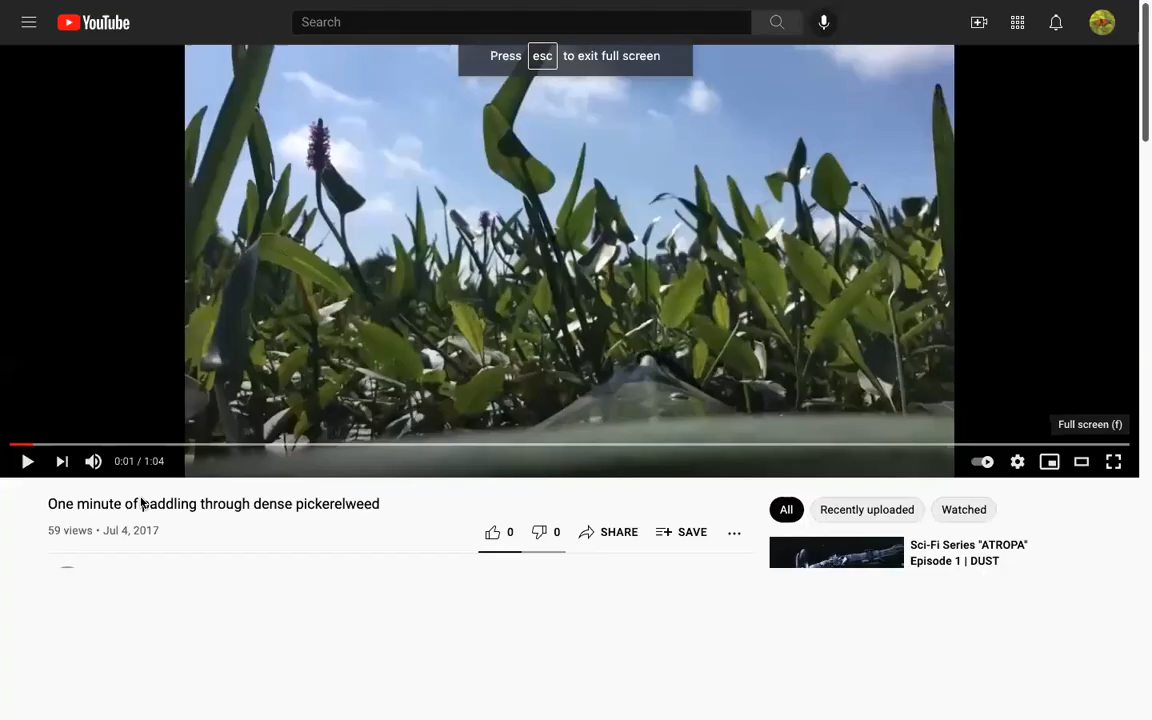 YouTube
Search
Press esc to exit full screen
Full screen (f)
0:01 / 1:04
One minute of paddling through dense pickerelweed
59 views • Jul 4, 2017
0
0
SHARE
SAVE
All
Recently uploaded
Watched
Sci-Fi Series "ATROPA"
Episode 1 | DUST